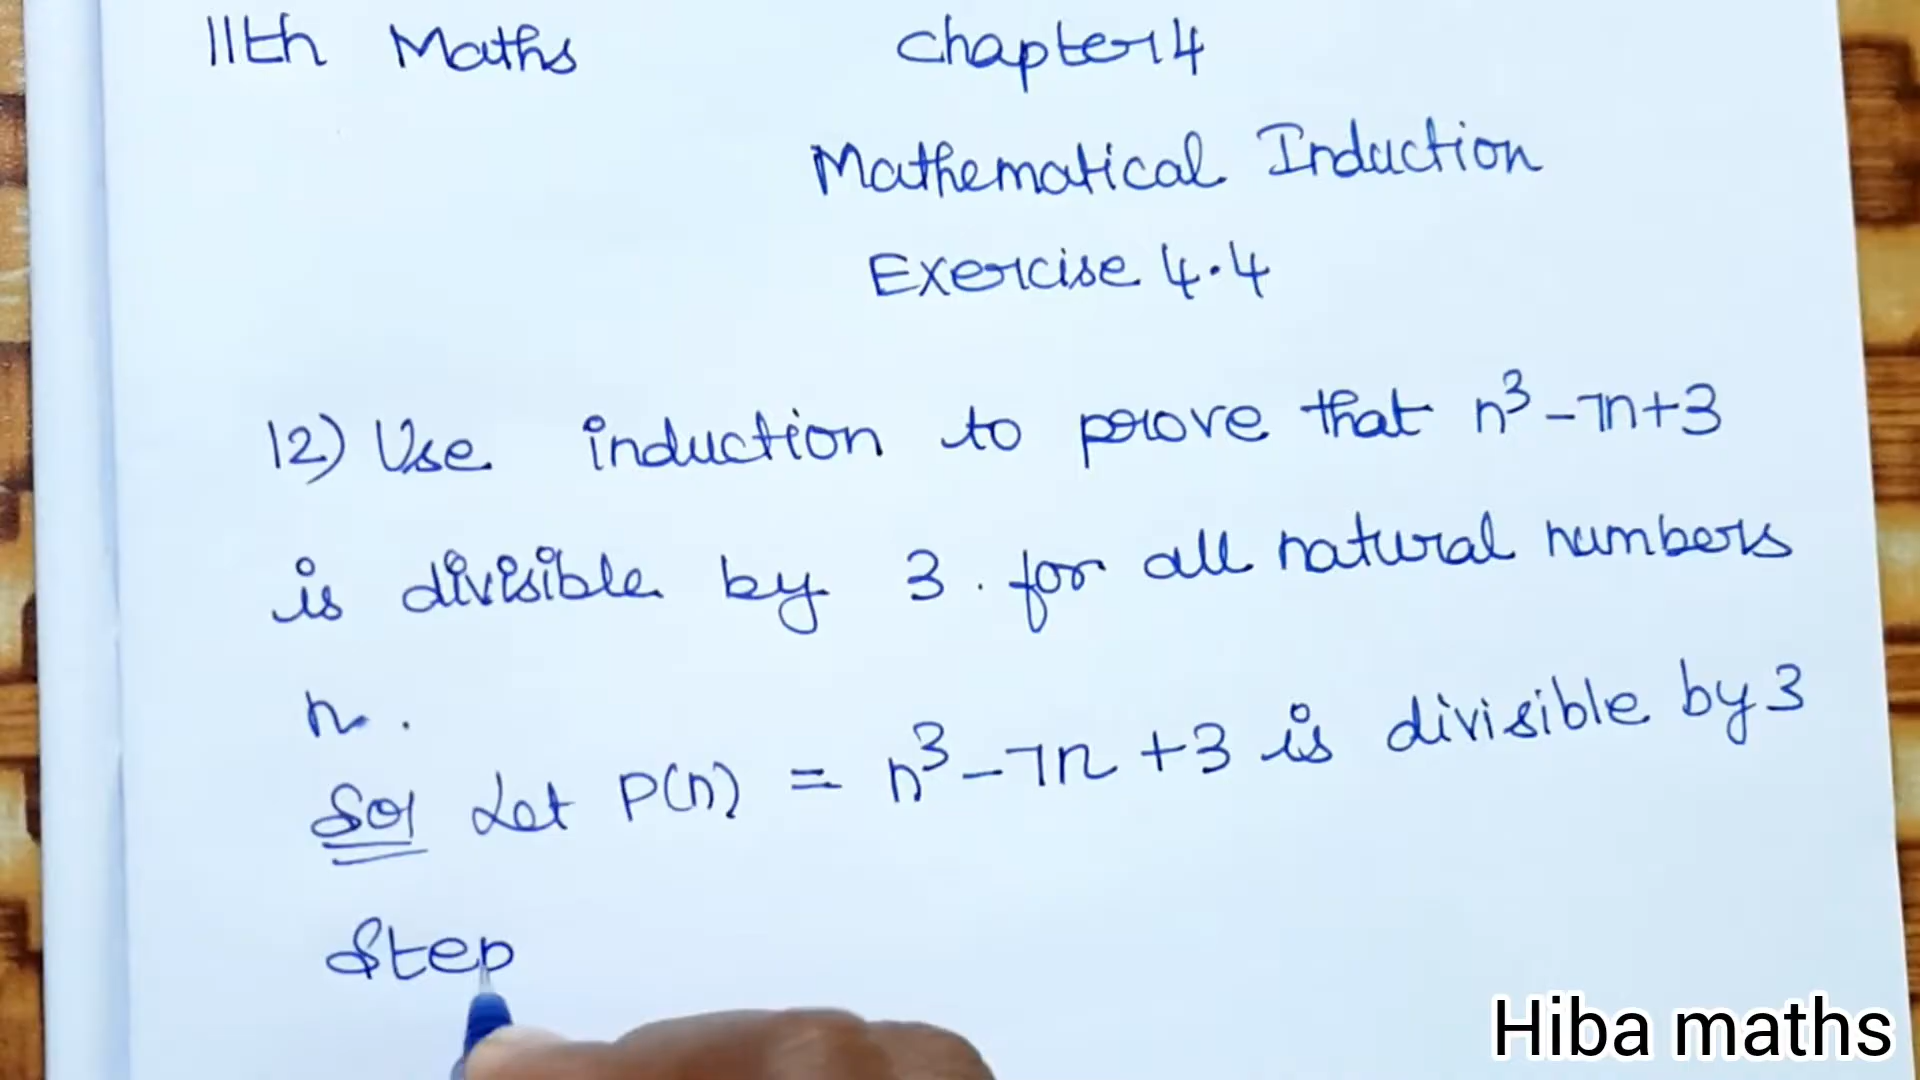 11th Maths Chapter 4
Mathematical Induction
Exercise 4.4
12) Use induction to prove that n³-7n+3
is divisible by 3. for all natural numbers
n.
Sol Let P(n) = n³-7n+3 is divisible by 3
Step
Hiba maths